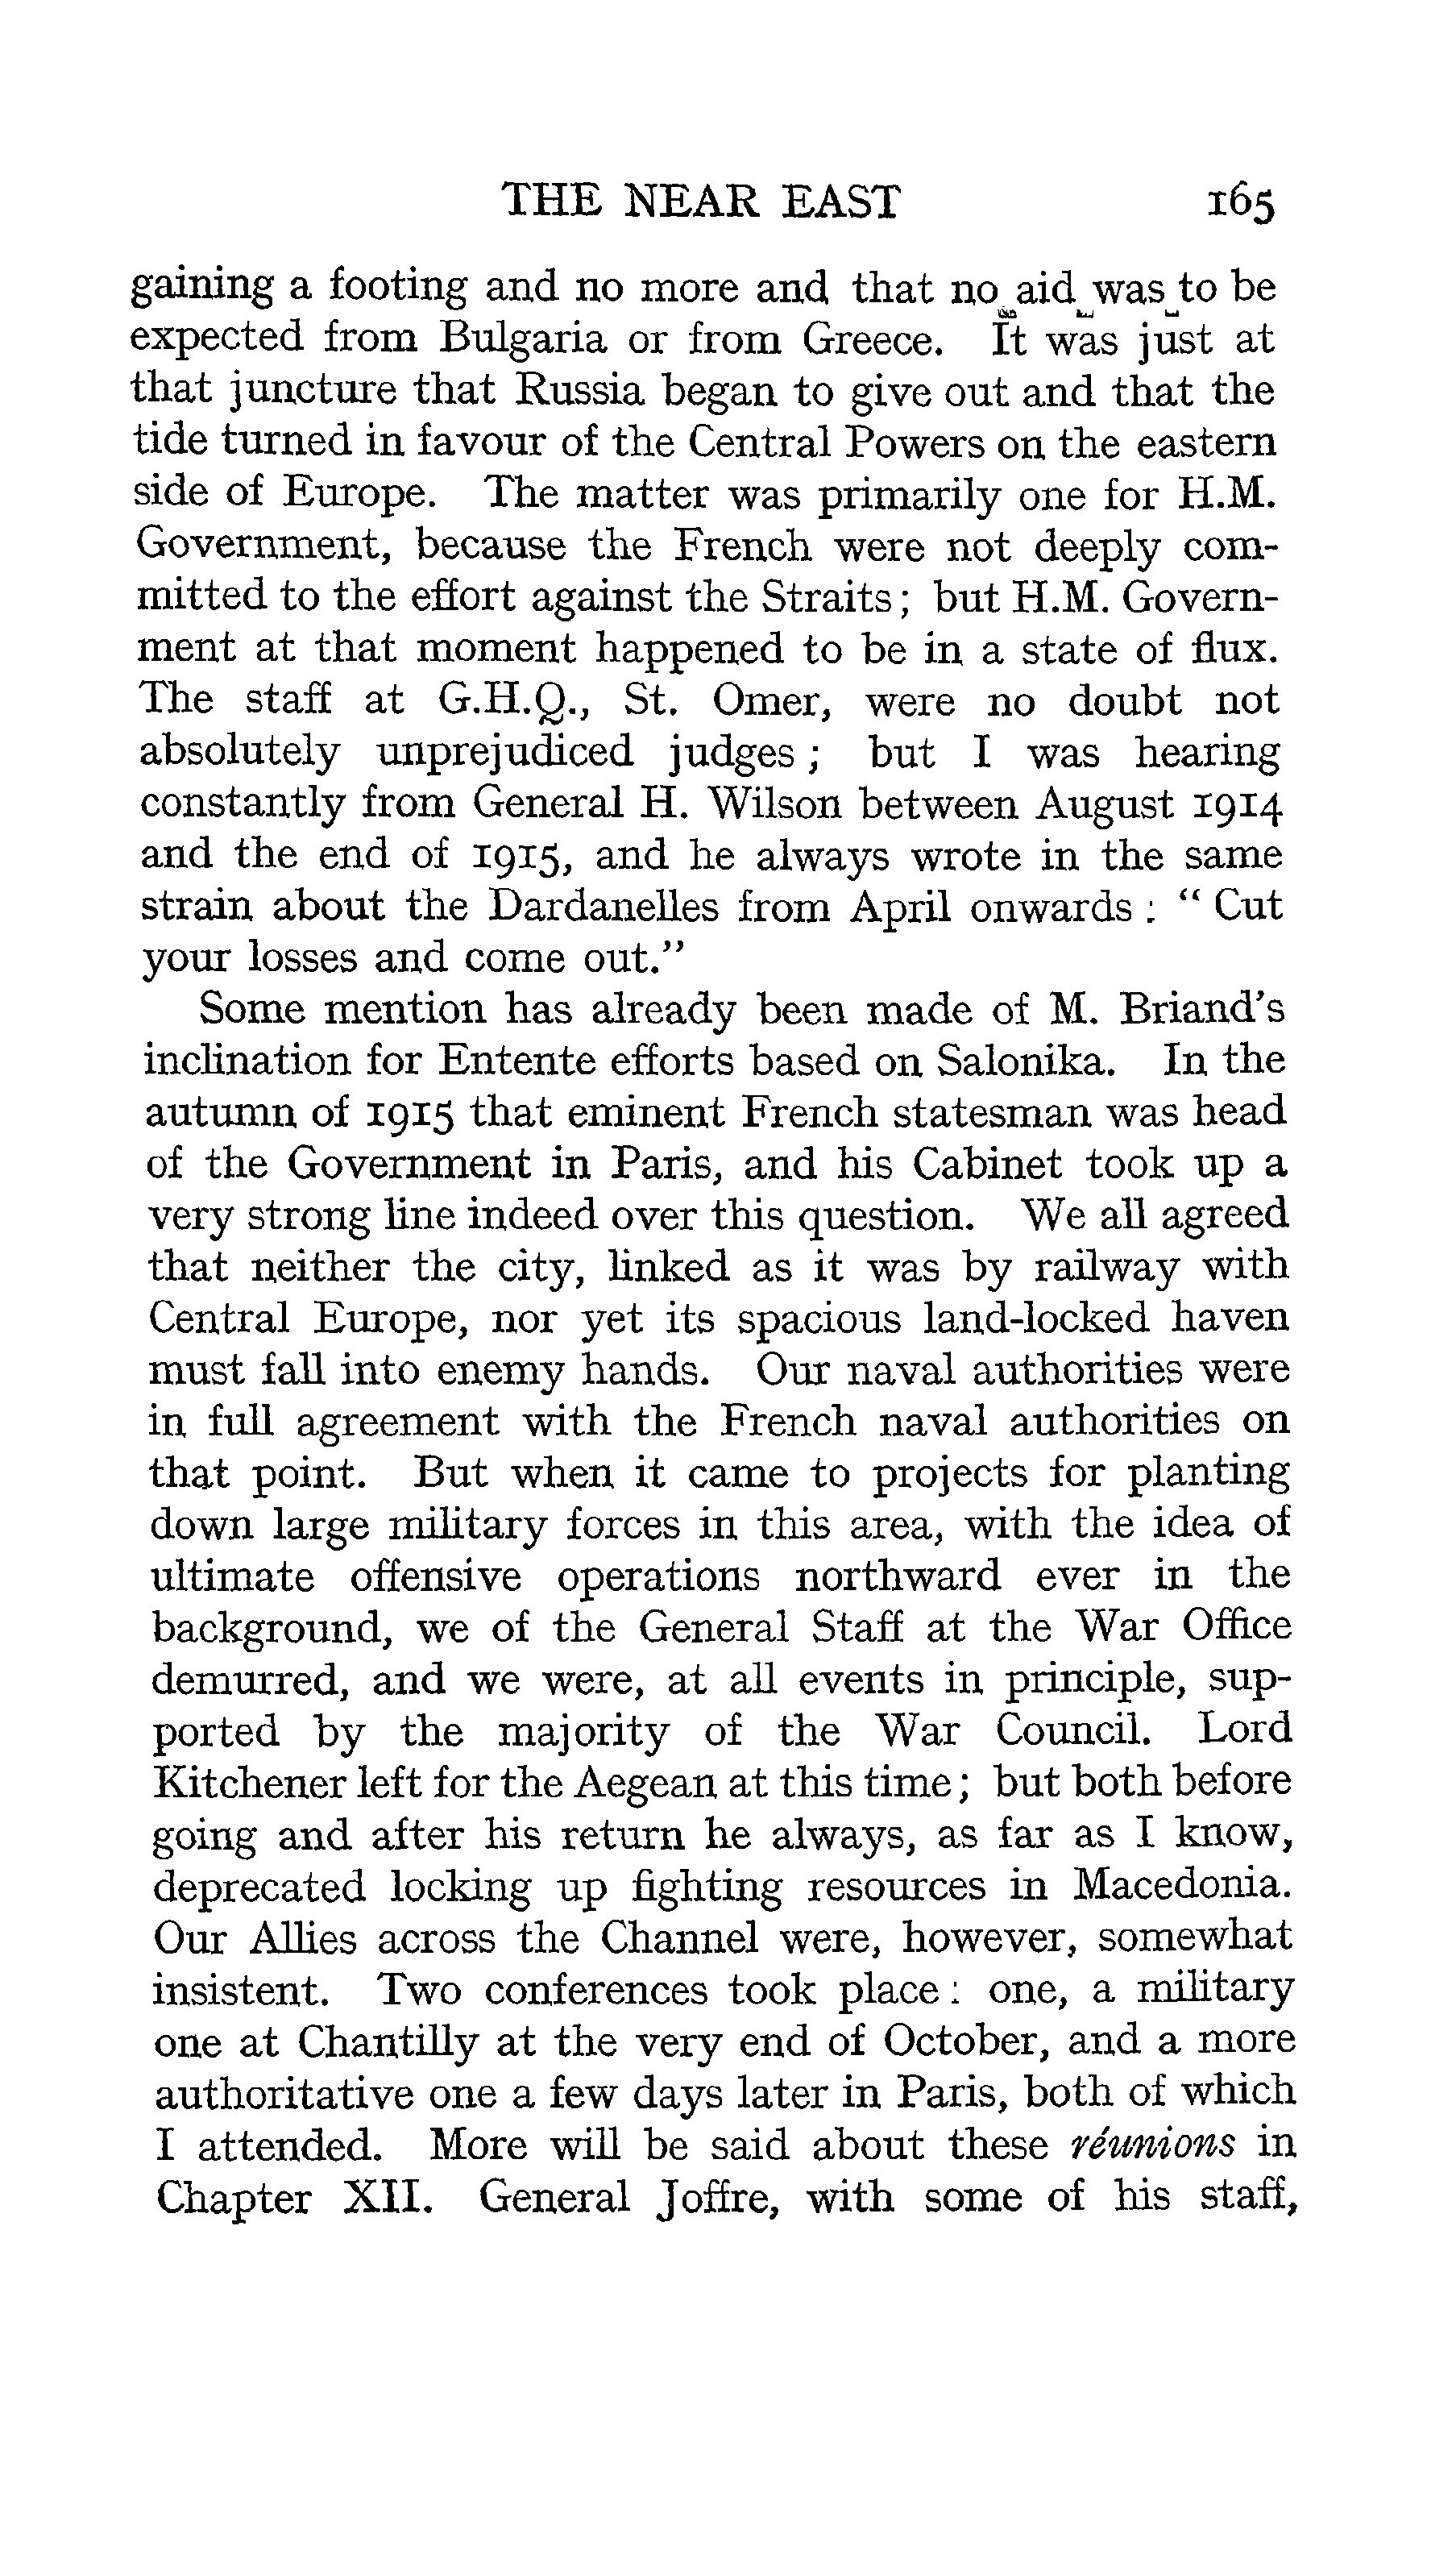 THE NEAR EAST 165
gaining a footing and no more and that no aid was to be
expected from Bulgaria or from Greece. It was just at
that juncture that Russia began to give out and that the
tide turned in favour of the Central Powers on the eastern
side of Europe. The matter was primarily one for H.M.
Government, because the French were not deeply com-
mitted to the effort against the Straits; but H.M. Govern-
ment at that moment happened to be in a state of flux.
The staff at G.H.Q., St. Omer, were no doubt not
absolutely unprejudiced judges; but I was hearing
constantly from General H. Wilson between August 1914
and the end of 1915, and he always wrote in the same
strain about the Dardanelles from April onwards: "Cut
your losses and come out."
Some mention has already been made of M. Briand's
inclination for Entente efforts based on Salonika. In the
autumn of 1915 that eminent French statesman was head
of the Government in Paris, and his Cabinet took up a
very strong line indeed over this question. We all agreed
that neither the city, linked as it was by railway with
Central Europe, nor yet its spacious land-locked haven
must fall into enemy hands. Our naval authorities were
in full agreement with the French naval authorities on
that point. But when it came to projects for planting
down large military forces in this area, with the idea of
ultimate offensive operations northward ever in the
background, we of the General Staff at the War Office
demurred, and we were, at all events in principle, sup-
ported by the majority of the War Council. Lord
Kitchener left for the Aegean at this time; but both before
going and after his return he always, as far as I know,
deprecated locking up fighting resources in Macedonia.
Our Allies across the Channel were, however, somewhat
insistent. Two conferences took place: one, a military
one at Chantilly at the very end of October, and a more
authoritative one a few days later in Paris, both of which
I attended. More will be said about these réunions in
Chapter XII. General Joffre, with some of his staff,